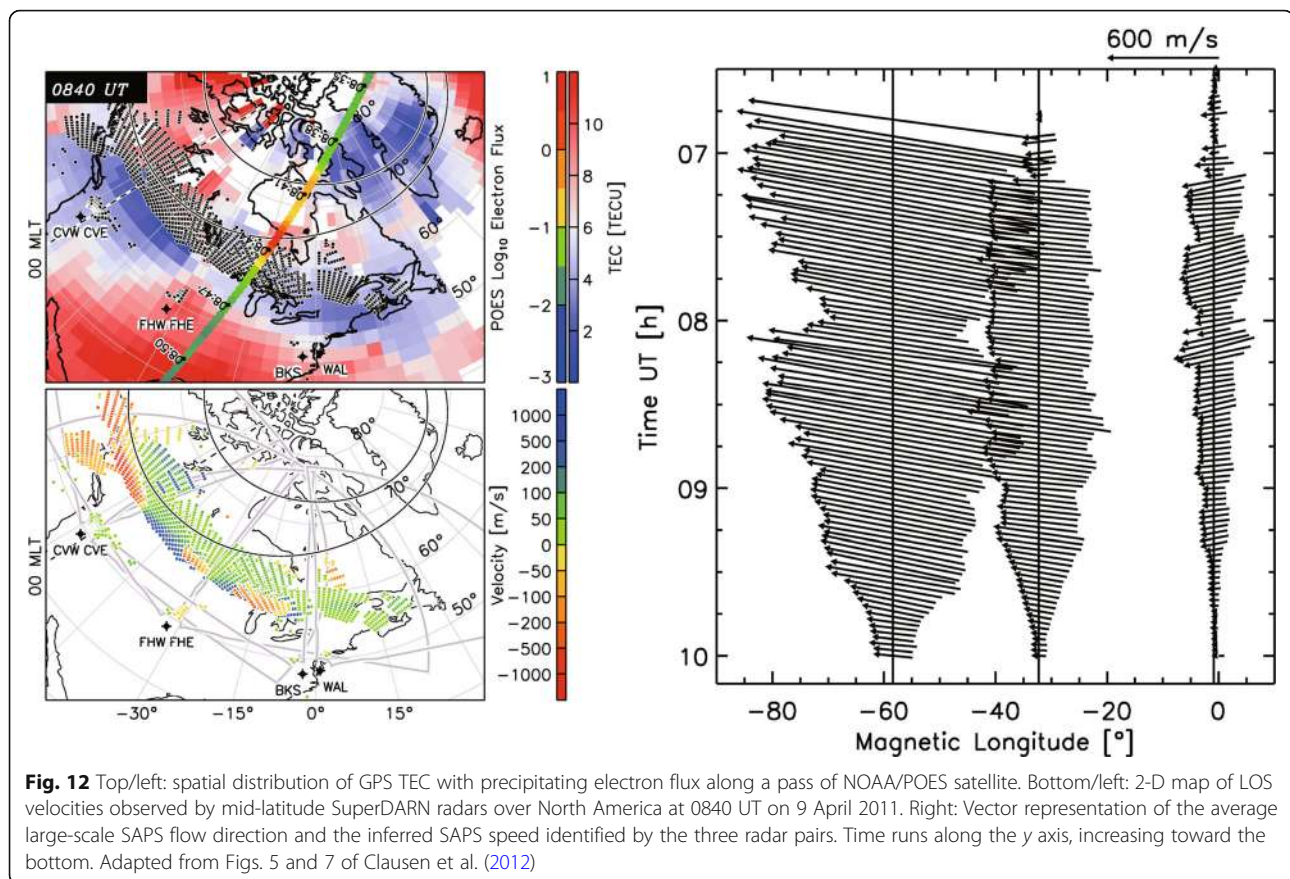 0840 UT
08:35
08:38
80°
70°
60°
50°
CVW CVE
08:47
FHW FHE
08:50
BKS
WAL
00 MLT
1
0
-1
-2
-3
POES Log₁₀ Electron Flux
10
8
6
4
2
TEC [TECU]
80°
70°
60°
50°
CVW CVE
FHW FHE
BKS
WAL
00 MLT
-30°
-15°
0°
15°
1000
500
200
100
50
0
-50
-100
-200
-500
-1000
Velocity [m/s]
600 m/s
07
08
09
10
Time UT [h]
-80
-60
-40
-20
0
Magnetic Longitude [°]
Fig. 12 Top/left: spatial distribution of GPS TEC with precipitating electron flux along a pass of NOAA/POES satellite. Bottom/left: 2-D map of LOS
velocities observed by mid-latitude SuperDARN radars over North America at 0840 UT on 9 April 2011. Right: Vector representation of the average
large-scale SAPS flow direction and the inferred SAPS speed identified by the three radar pairs. Time runs along the y axis, increasing toward the
bottom. Adapted from Figs. 5 and 7 of Clausen et al. (2012)